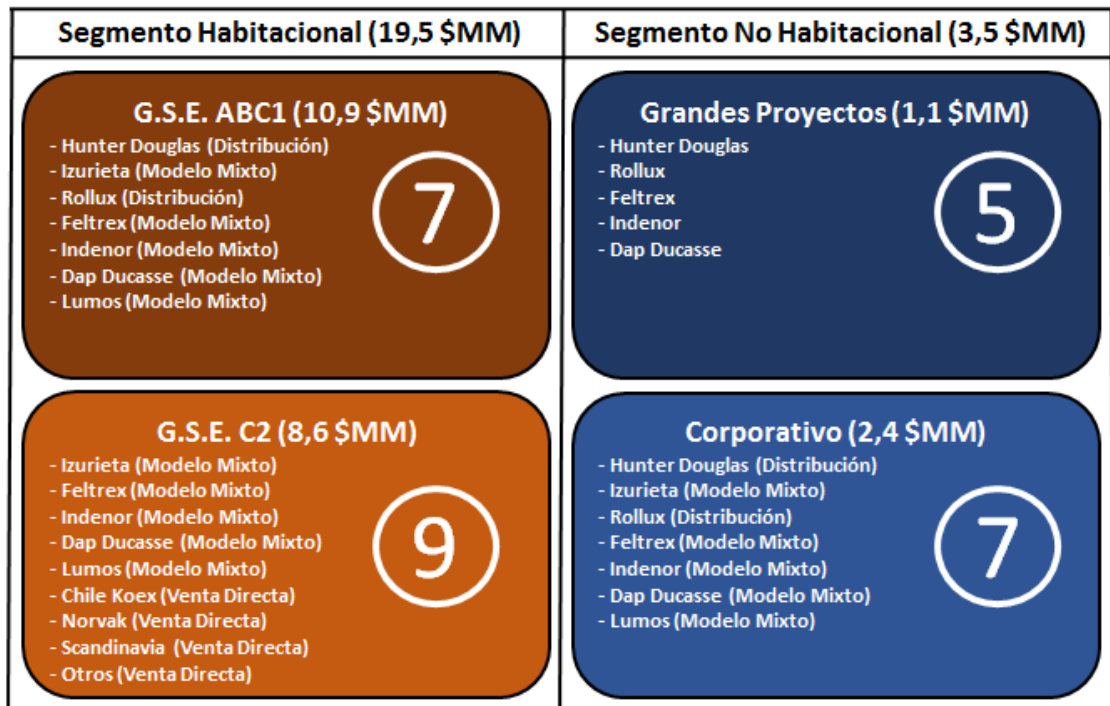 Segmento Habitacional (19,5 $MM)
G.S.E. ABC1 (10,9 $MM)
- Hunter Douglas (Distribución)
- Izurieta (Modelo Mixto)
- Rollux (Distribución)
- Feltrex (Modelo Mixto)
- Indenor (Modelo Mixto)
- Dap Ducasse (Modelo Mixto)
- Lumos (Modelo Mixto)
7
G.S.E. C2 (8,6 $MM)
- Izurieta (Modelo Mixto)
- Feltrex (Modelo Mixto)
- Indenor (Modelo Mixto)
- Dap Ducasse (Modelo Mixto)
- Lumos (Modelo Mixto)
- Chile Koex (Venta Directa)
- Norvak (Venta Directa)
- Scandinavia (Venta Directa)
- Otros (Venta Directa)
9
Segmento No Habitacional (3,5 $MM)
Grandes Proyectos (1,1 $MM)
- Hunter Douglas
- Rollux
- Feltrex
- Indenor
- Dap Ducasse
5
Corporativo (2,4 $MM)
- Hunter Douglas (Distribución)
- Izurieta (Modelo Mixto)
- Rollux (Distribución)
- Feltrex (Modelo Mixto)
- Indenor (Modelo Mixto)
- Dap Ducasse (Modelo Mixto)
- Lumos (Modelo Mixto)
7